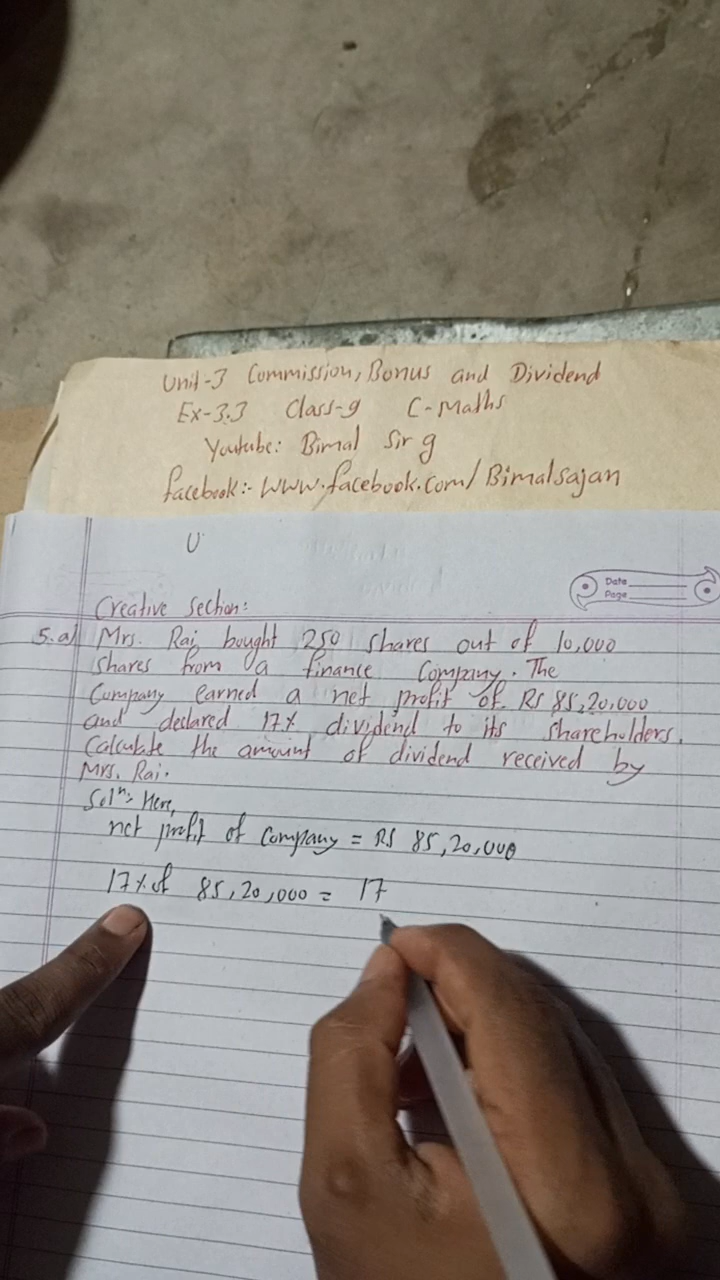 Unit-3 Commission, Bonus and Dividend
Ex-3.3 Class-9 C-Maths
Youtube: Bimal Sir g
facebook:- www.facebook.com/Bimalsajan
Date
Page
Creative Section:
5.a) Mrs. Rai bought 250 shares out of 10,000
shares from a finance Company. The
Company earned a net profit of Rs 85,20,000
and declared 17% dividend to its shareholders.
Calculate the amount of dividend received by
Mrs. Rai.
Solⁿ:- Here,
net profit of Company = Rs 85,20,000
17% of 85,20,000 = 17